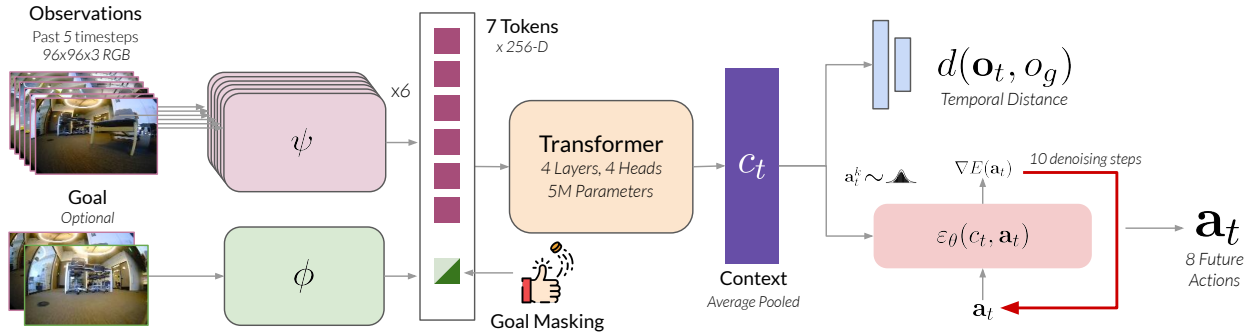 Observations
Past 5 timesteps
96x96x3 RGB
ψ
x6
Goal
Optional
ϕ
7 Tokens
x 256-D
Goal Masking
Transformer
4 Layers, 4 Heads
5M Parameters
c_t
Context
Average Pooled
d(𝐨_t, o_g)
Temporal Distance
𝐚_t^k ∼
∇E(𝐚_t)
10 denoising steps
ε_θ(c_t, 𝐚_t)
𝐚_t
𝐚_t
8 Future
Actions